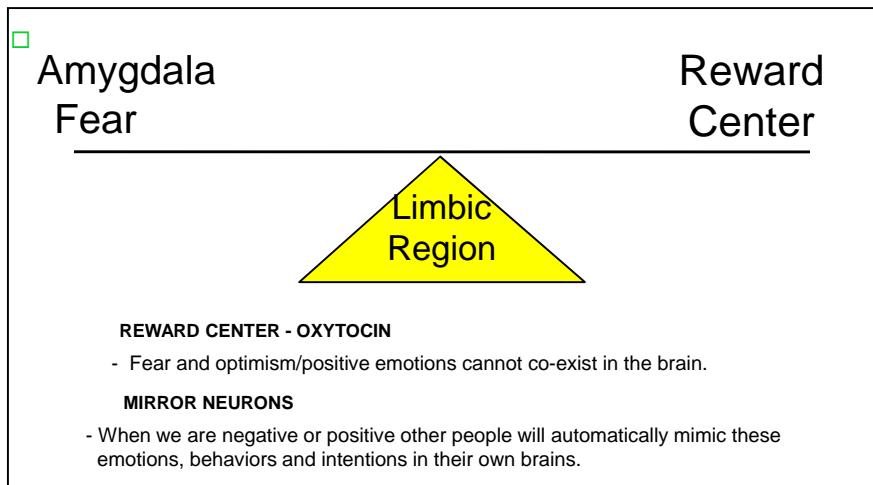 Amygdala
Fear
Reward
Center
Limbic
Region
REWARD CENTER - OXYTOCIN
- Fear and optimism/positive emotions cannot co-exist in the brain.
MIRROR NEURONS
- When we are negative or positive other people will automatically mimic these
emotions, behaviors and intentions in their own brains.